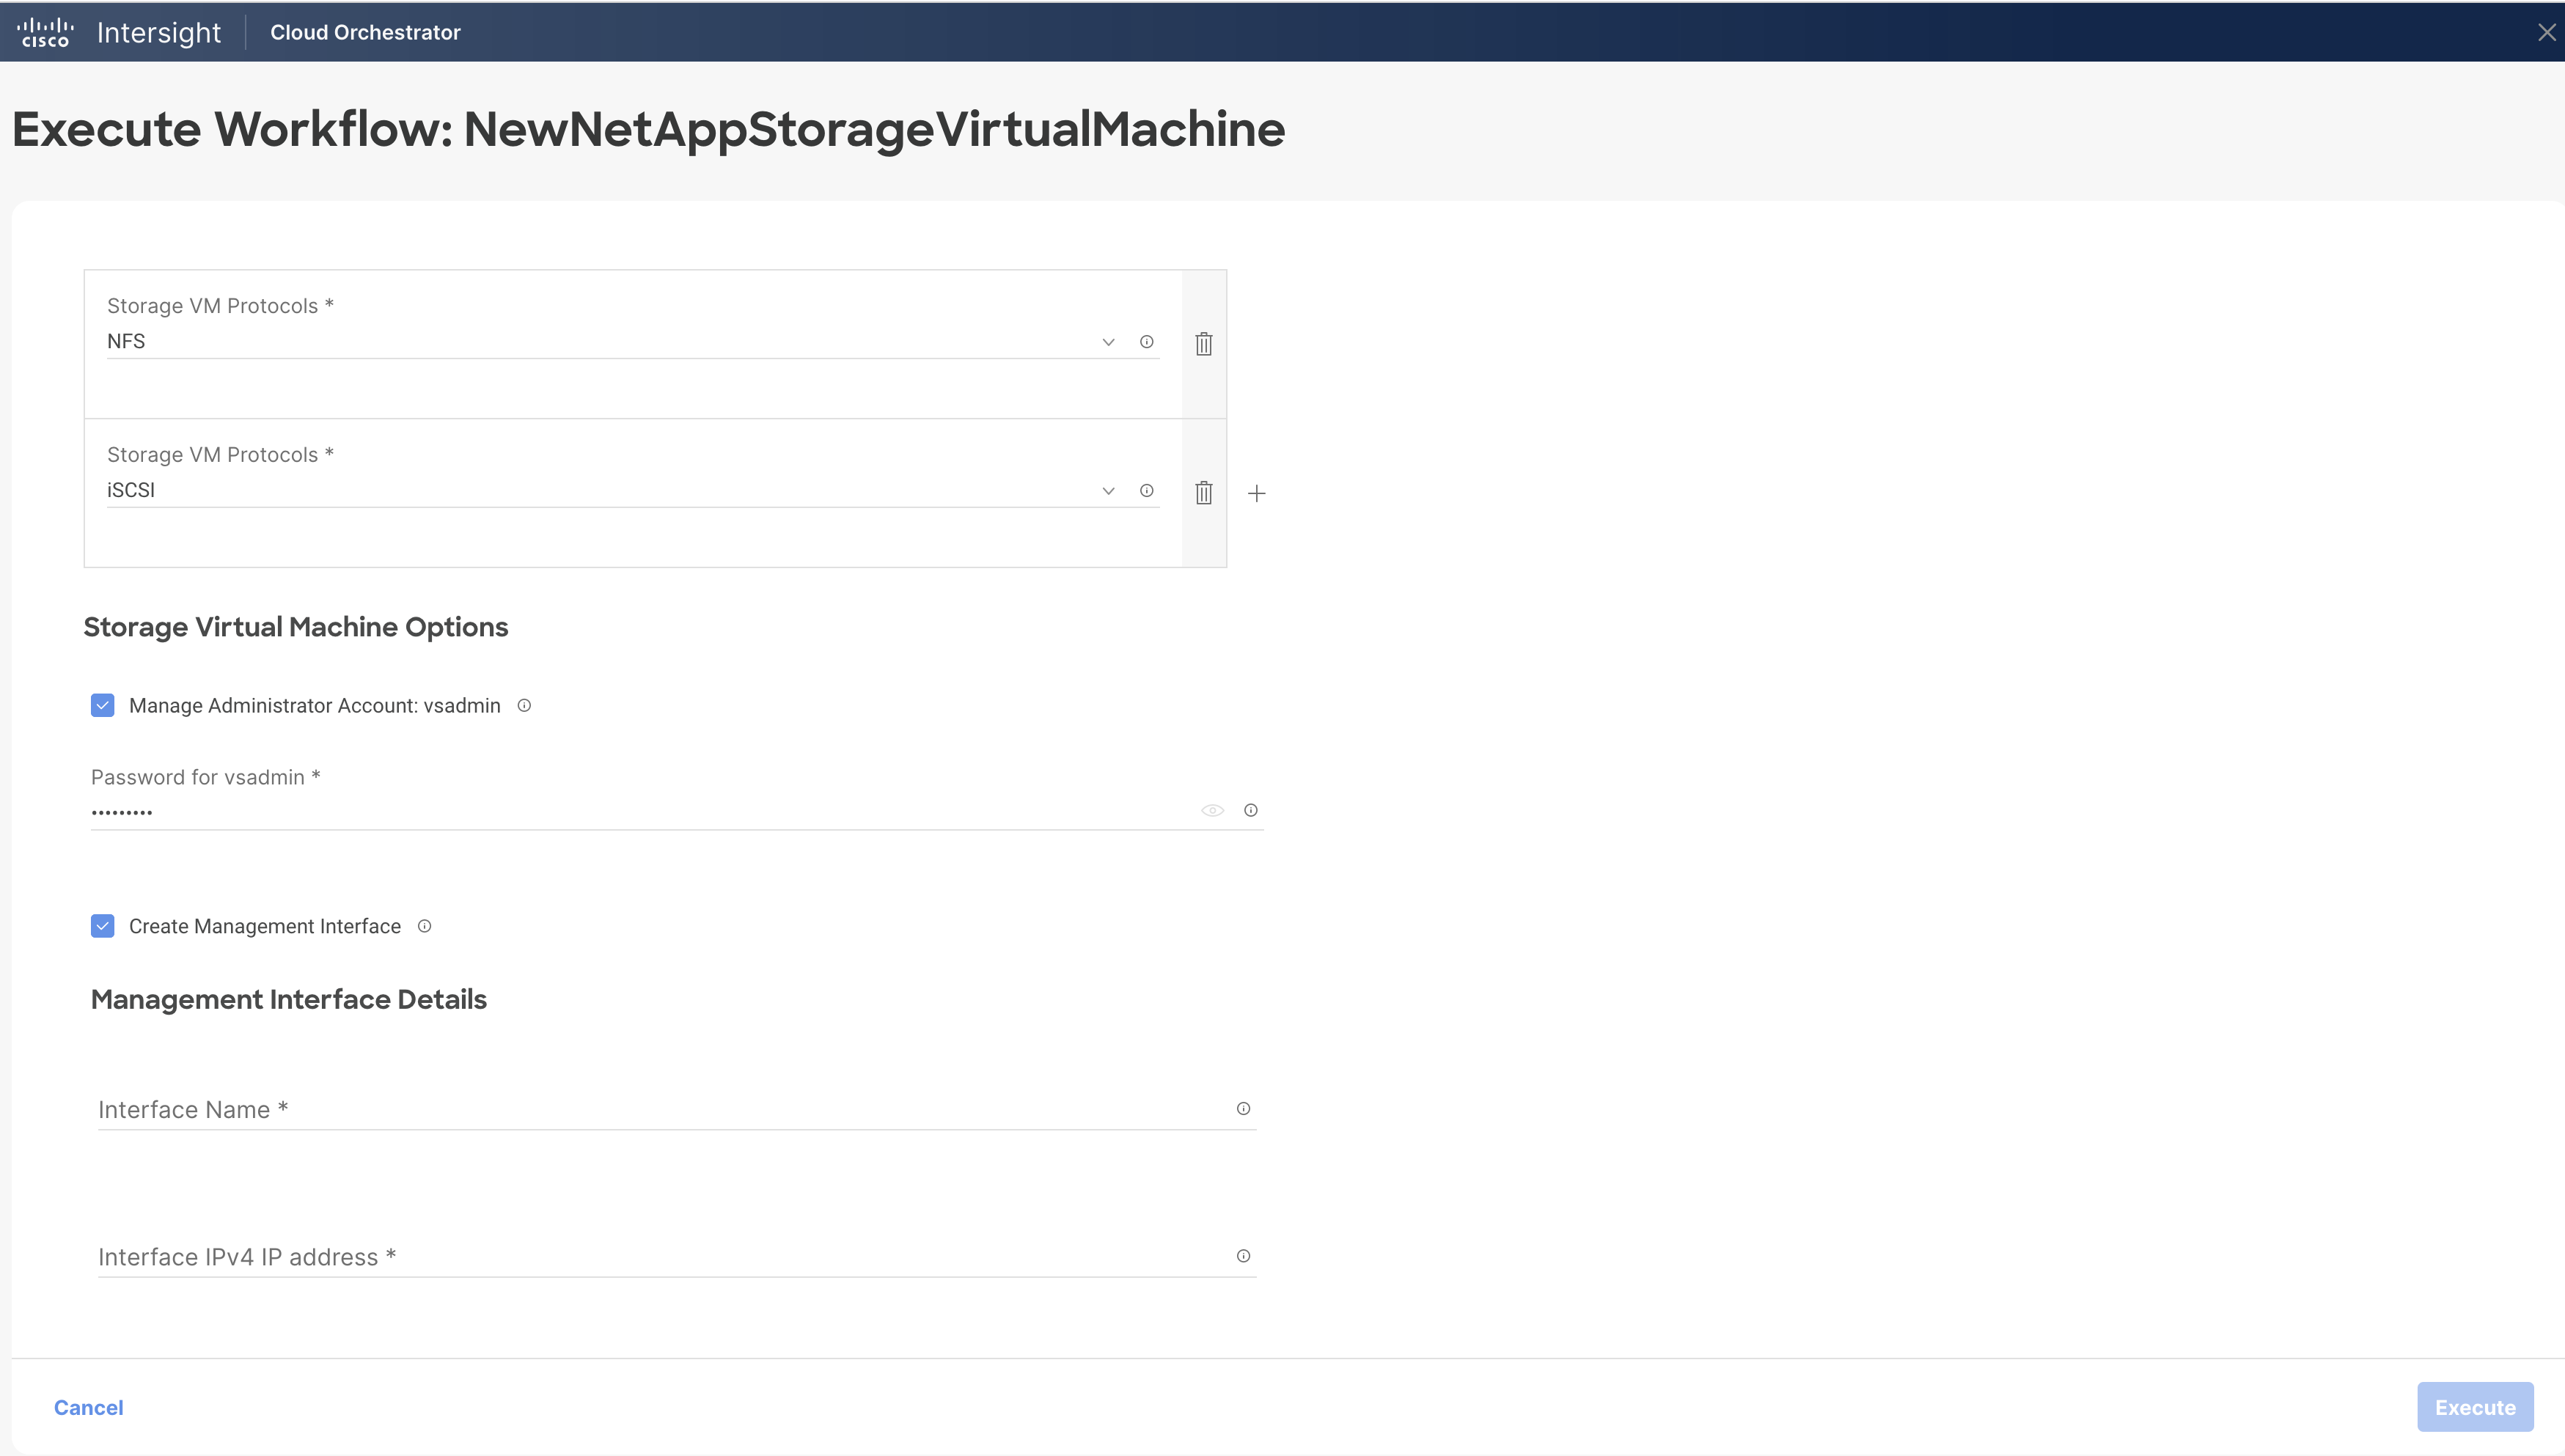 cisco Intersight Cloud Orchestrator
Execute Workflow: NewNetAppStorageVirtualMachine
Storage VM Protocols *
NFS
Storage VM Protocols *
iSCSI
Storage Virtual Machine Options
Manage Administrator Account: vsadmin
Password for vsadmin *
•••••••••
Create Management Interface
Management Interface Details
Interface Name *
Interface IPv4 IP address *
Cancel
Execute